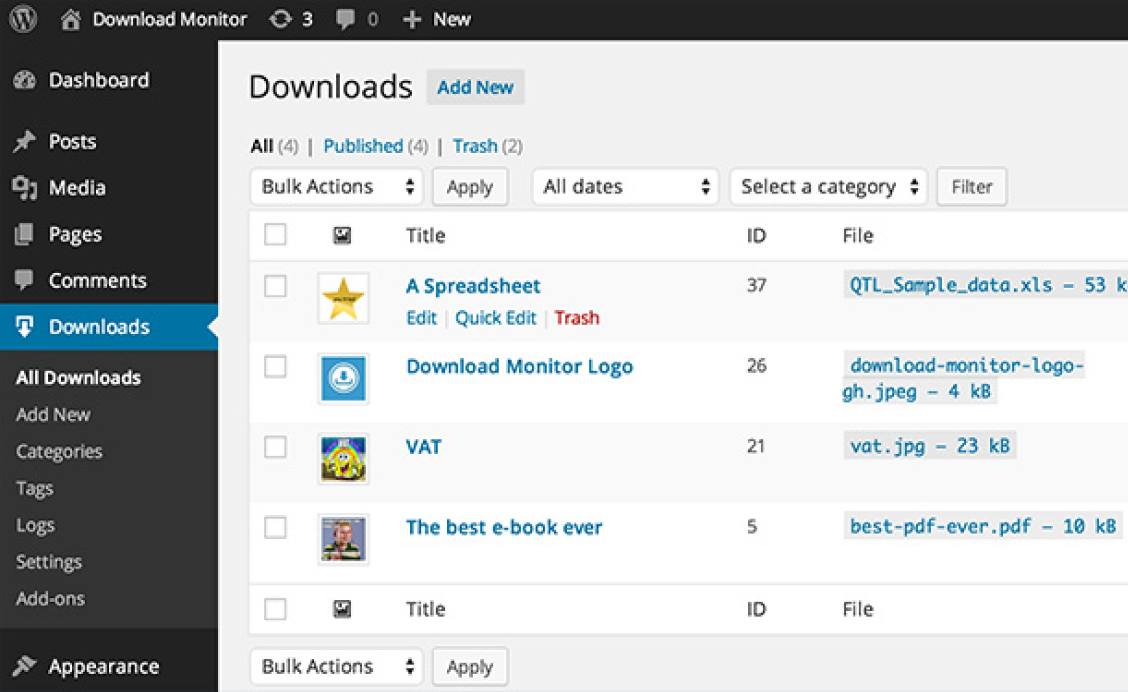 Download Monitor 3 0 New
Dashboard
Posts
Media
Pages
Comments
Downloads
All Downloads
Add New
Categories
Tags
Logs
Settings
Add-ons
Appearance
Downloads Add New
All (4) | Published (4) | Trash (2)
Bulk Actions Apply All dates Select a category Filter
Title ID File
A Spreadsheet 37 QTL_Sample_data.xls – 53 k
Edit | Quick Edit | Trash
Download Monitor Logo 26 download-monitor-logo-
gh.jpeg – 4 kB
VAT 21 vat.jpg – 23 kB
The best e-book ever 5 best-pdf-ever.pdf – 10 kB
Title ID File
Bulk Actions Apply